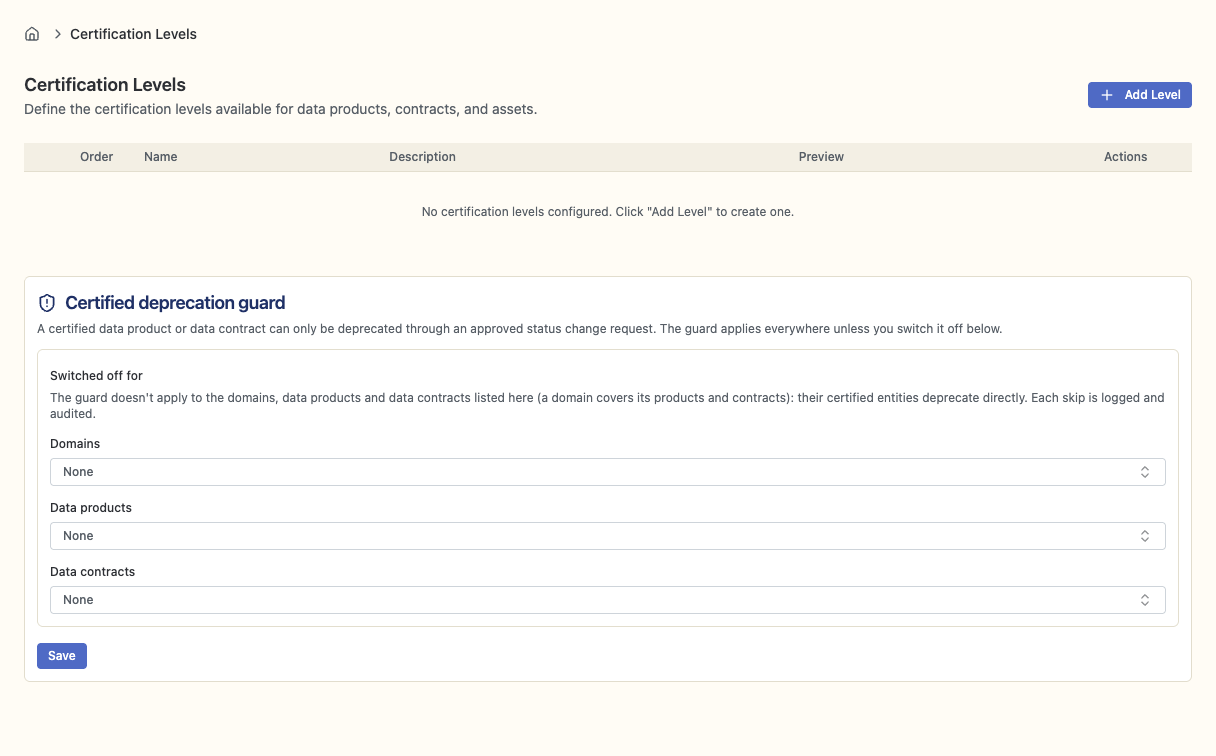 Certification Levels
Certification Levels
Define the certification levels available for data products, contracts, and assets.
Add Level
Order Name Description Preview Actions
No certification levels configured. Click "Add Level" to create one.
Certified deprecation guard
A certified data product or data contract can only be deprecated through an approved status change request. The guard applies everywhere unless you switch it off below.
Switched off for
The guard doesn't apply to the domains, data products and data contracts listed here (a domain covers its products and contracts): their certified entities deprecate directly. Each skip is logged and
audited.
Domains
None
Data products
None
Data contracts
None
Save